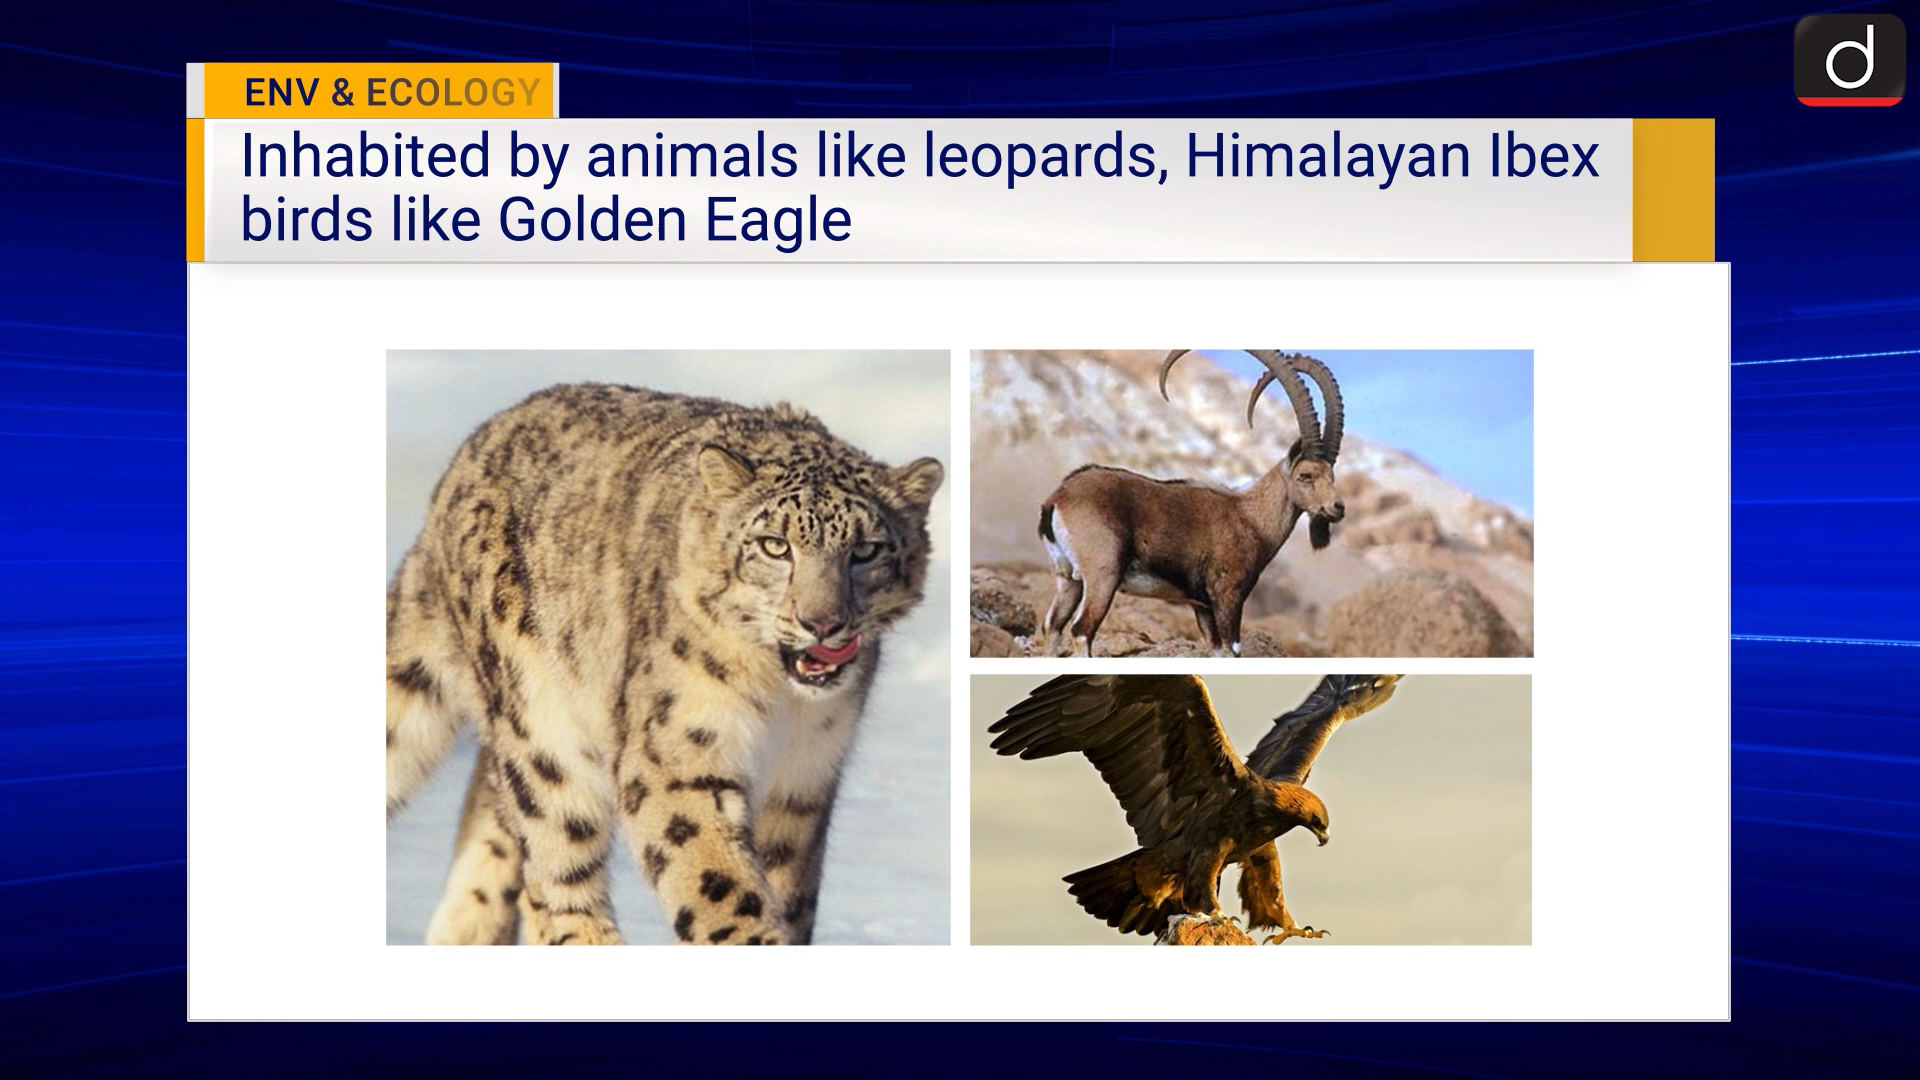 ENV & ECOLOGY
Inhabited by animals like leopards, Himalayan Ibex
birds like Golden Eagle
d